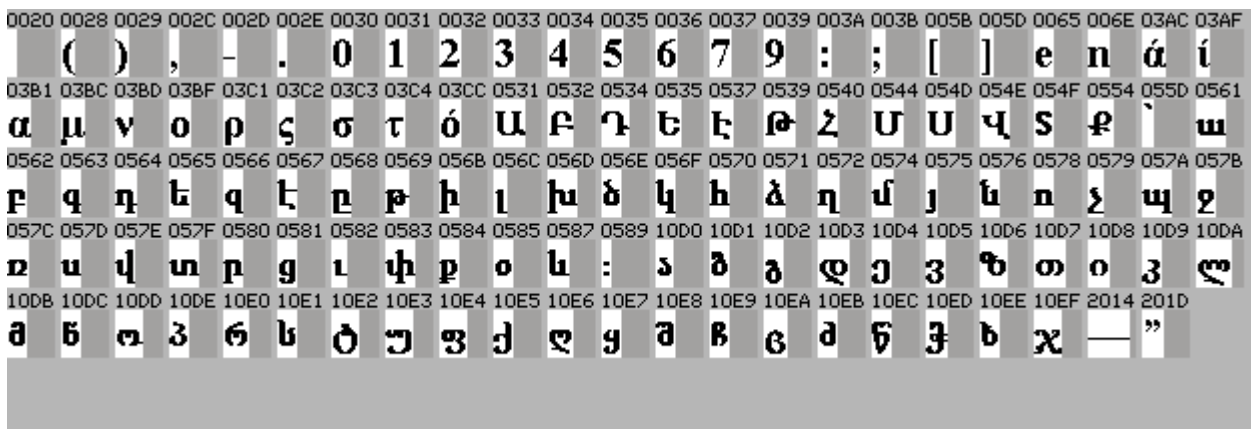 0020 0028 0029 002C 002D 002E 0030 0031 0032 0033 0034 0035 0036 0037 0039 003A 003B 005B 005D 0065 006E 03AC 03AF
( ) , - . 0 1 2 3 4 5 6 7 9 : ; [ ] e n ά ί
03B1 03BC 03BD 03BF 03C1 03C2 03C3 03C4 03CC 0531 0532 0534 0535 0537 0539 0540 0544 054D 054E 054F 0554 055D 0561
α μ ν ο ρ ς σ τ ό Ա Բ Դ Ե Է Թ Հ Մ Ս Վ Տ Ք ՝ ա
0562 0563 0564 0565 0566 0567 0568 0569 056B 056C 056D 056E 056F 0570 0571 0572 0574 0575 0576 0578 0579 057A 057B
բ գ դ ե զ է ը թ ի լ խ ծ կ հ ձ ղ մ յ ն ո չ պ ջ
057C 057D 057E 057F 0580 0581 0582 0583 0584 0585 0587 0589 10D0 10D1 10D2 10D3 10D4 10D5 10D6 10D7 10D8 10D9 10DA
ռ ս վ տ ր ց ւ փ ք օ և ։ ა ბ გ დ ე ვ ზ თ ი კ ლ
10DB 10DC 10DD 10DE 10E0 10E1 10E2 10E3 10E4 10E5 10E6 10E7 10E8 10E9 10EA 10EB 10EC 10ED 10EE 10EF 2014 201D
მ ნ ო პ რ ს ტ უ ფ ქ ღ ყ შ ჩ ც ძ წ ჭ ხ ჯ — ”